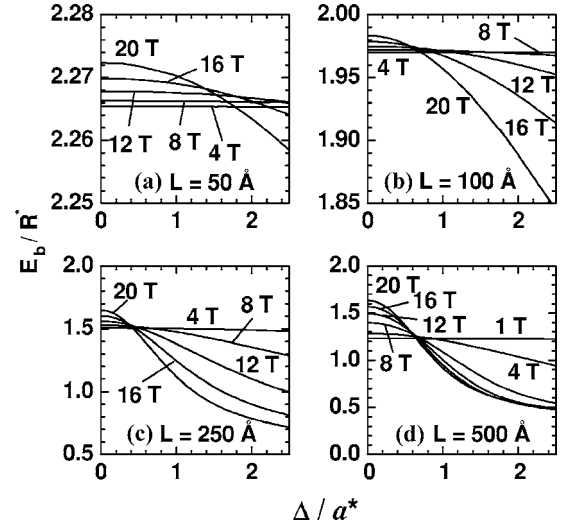 E_b / R*
2.28
2.27
2.26
2.25
0
1
2
20 T
16 T
12 T
8 T
4 T
(a) L = 50 Å
2.00
1.95
1.90
1.85
0
1
2
8 T
4 T
12 T
20 T
16 T
(b) L = 100 Å
2.0
1.5
1.0
0.5
0
1
2
20 T
4 T
8 T
12 T
16 T
(c) L = 250 Å
2.0
1.5
1.0
0.5
0.0
0
1
2
20 T
16 T
12 T
1 T
8 T
4 T
(d) L = 500 Å
Δ / a*